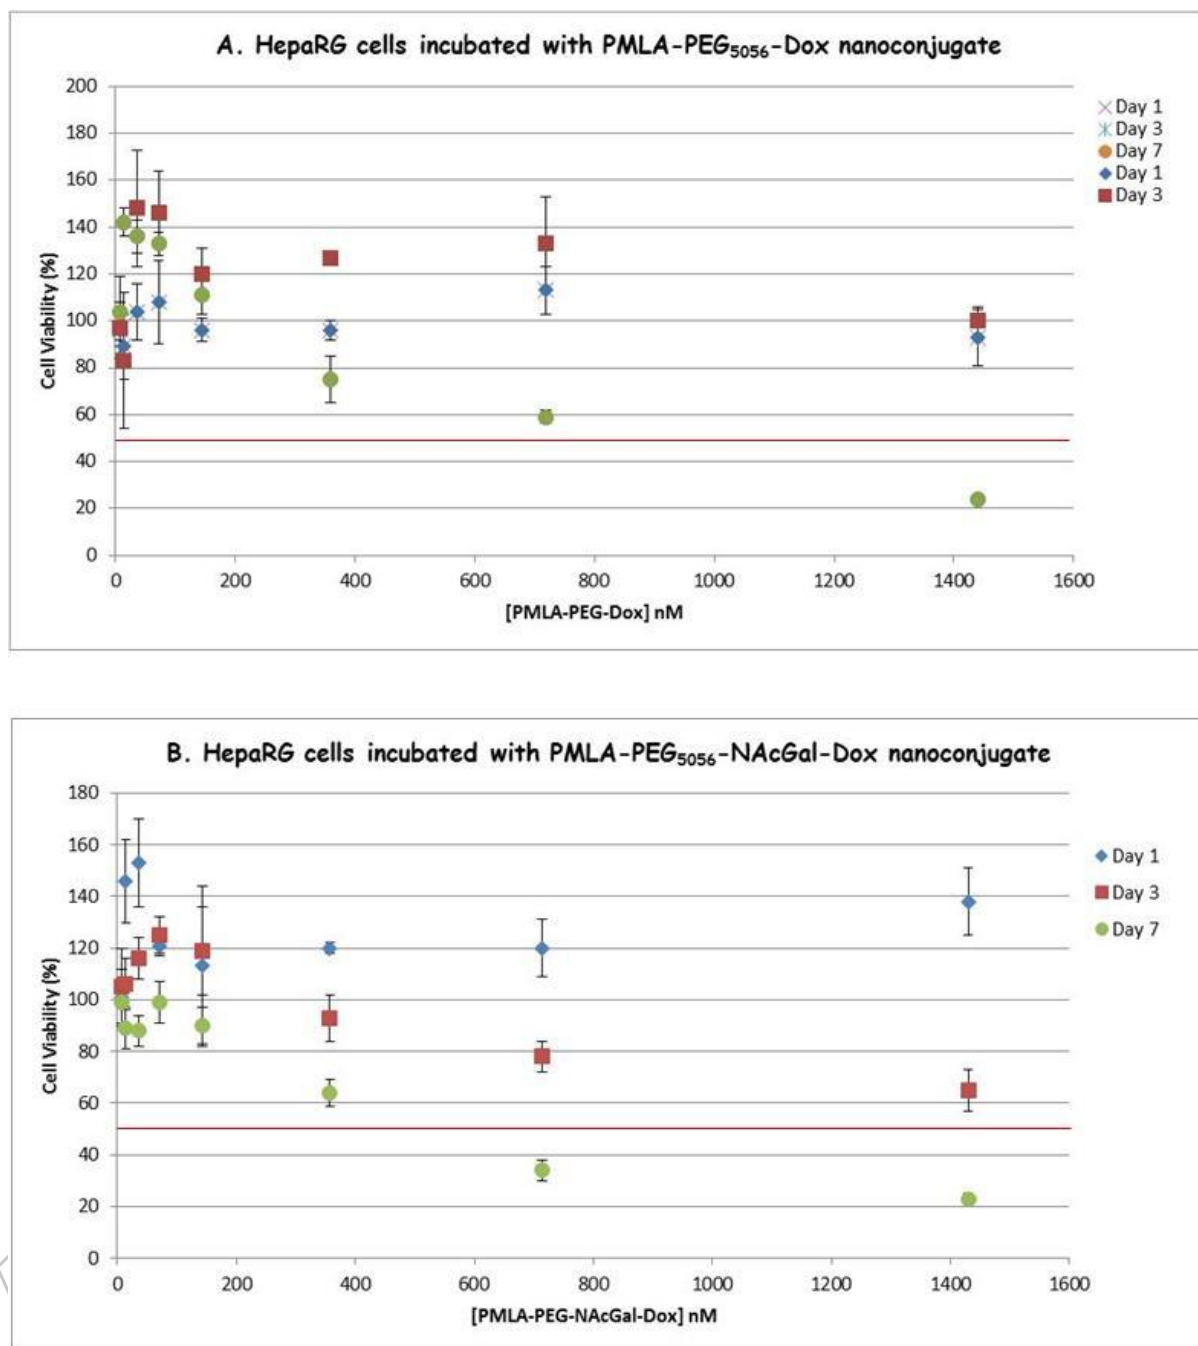 A. HepaRG cells incubated with PMLA-PEG₅₀₅₆-Dox nanoconjugate
200
180
160
140
120
100
80
60
40
20
0
Cell Viability (%)
0 200 400 600 800 1000 1200 1400 1600
[PMLA-PEG-Dox] nM
Day 1
Day 3
Day 7
Day 1
Day 3
B. HepaRG cells incubated with PMLA-PEG₅₀₅₆-NAcGal-Dox nanoconjugate
180
160
140
120
100
80
60
40
20
0
Cell Viability (%)
0 200 400 600 800 1000 1200 1400 1600
[PMLA-PEG-NAcGal-Dox] nM
Day 1
Day 3
Day 7